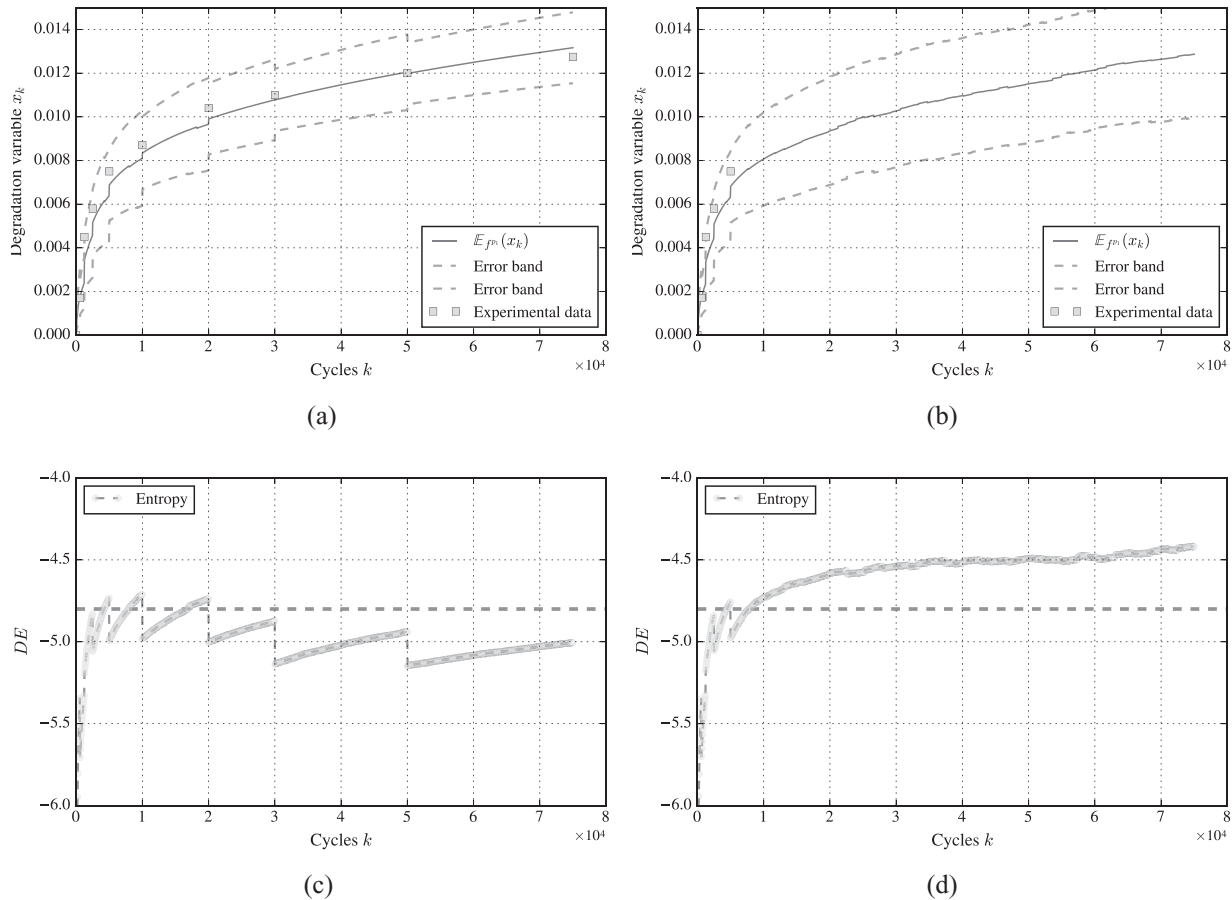 0.014
0.012
0.010
0.008
0.006
0.004
0.002
0.000
Degradation variable x_k
𝔼_{f^{p_1}}(x_k)
Error band
Error band
Experimental data
0 1 2 3 4 5 6 7 8
×10⁴
Cycles k
(a)
0.014
0.012
0.010
0.008
0.006
0.004
0.002
0.000
Degradation variable x_k
𝔼_{f^{p_1}}(x_k)
Error band
Error band
Experimental data
0 1 2 3 4 5 6 7 8
×10⁴
Cycles k
(b)
−4.0
−4.5
−5.0
−5.5
−6.0
DE
Entropy
0 1 2 3 4 5 6 7 8
×10⁴
Cycles k
(c)
−4.0
−4.5
−5.0
−5.5
−6.0
DE
Entropy
0 1 2 3 4 5 6 7 8
×10⁴
Cycles k
(d)